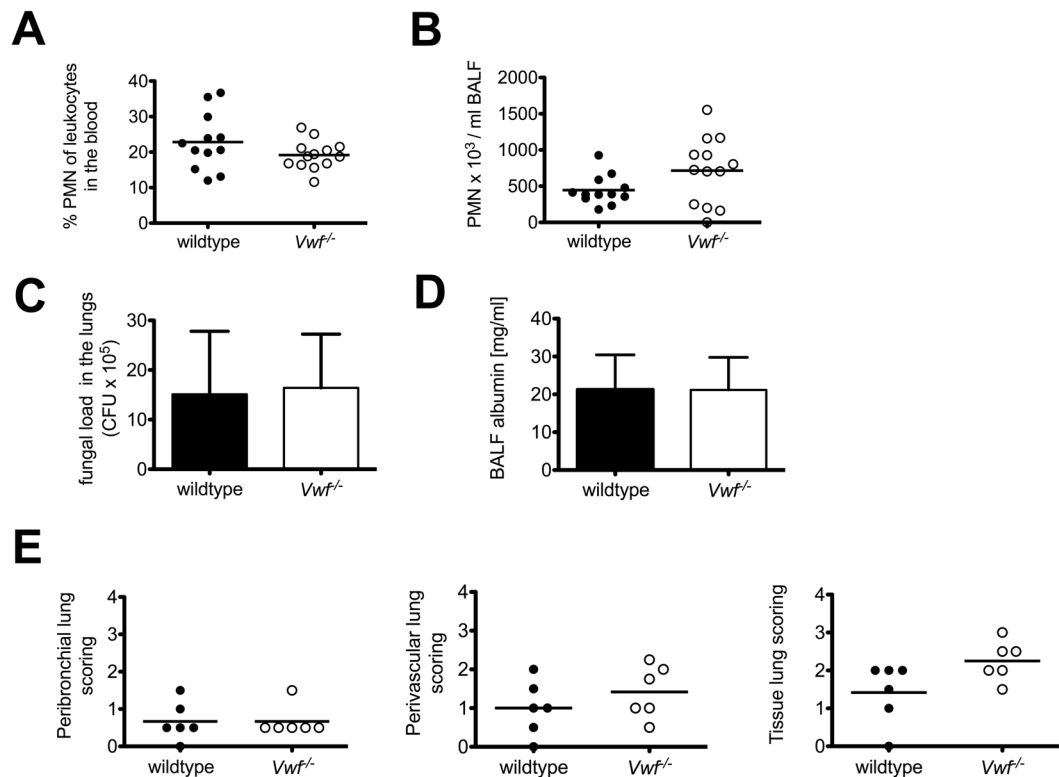 A
% PMN of leukocytes
in the blood
40
30
20
10
0
wildtype
Vwf-/-
B
PMN x 10³ / ml BALF
2000
1500
1000
500
0
wildtype
Vwf-/-
C
fungal load in the lungs
(CFU x 10⁵)
30
20
10
0
wildtype
Vwf-/-
D
BALF albumin [mg/ml]
40
30
20
10
0
wildtype
Vwf-/-
E
Peribronchial lung
scoring
4
3
2
1
0
wildtype
Vwf-/-
Perivascular lung
scoring
4
3
2
1
0
wildtype
Vwf-/-
Tissue lung scoring
4
3
2
1
0
wildtype
Vwf-/-